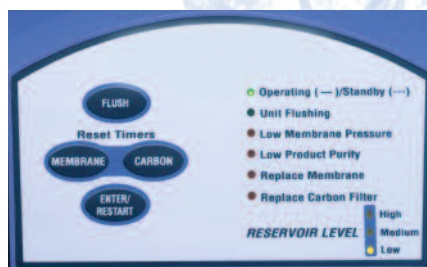 FLUSH
Reset Timers
MEMBRANE
CARBON
ENTER/
RESTART
Operating ( — )/Standby (---)
Unit Flushing
Low Membrane Pressure
Low Product Purity
Replace Membrane
Replace Carbon Filter
RESERVOIR LEVEL
High
Medium
Low